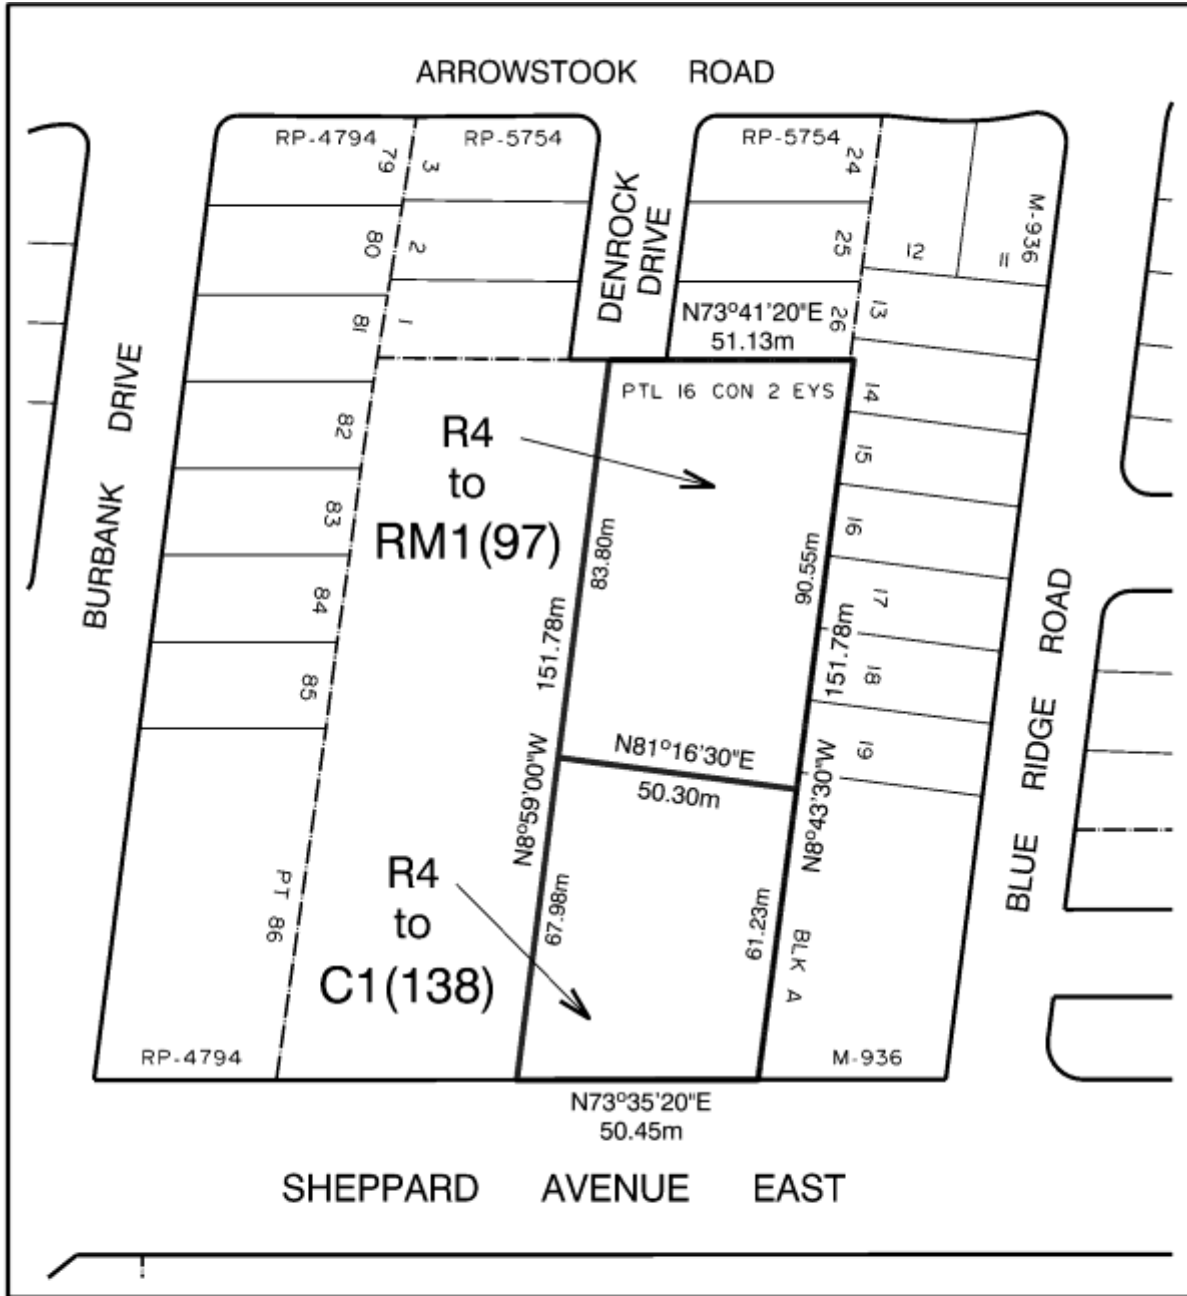 ARROWSTOOK ROAD
RP-4794
RP-5754
RP-5754
79
3
24
80
2
25
12
11
M-936
81
1
26
13
DENROCK
DRIVE
N73°41'20"E
51.13m
PTL 16 CON 2 EYS
14
82
R4
to
RM1(97)
15
83
83.80m
90.55m
16
84
17
85
151.78m
151.78m
18
19
BURBANK DRIVE
BLUE RIDGE ROAD
N81°16'30"E
50.30m
N8°59'00"W
N8°43'30"W
R4
to
C1(138)
PT 86
67.98m
61.23m
BLK A
RP-4794
M-936
N73°35'20"E
50.45m
SHEPPARD AVENUE EAST